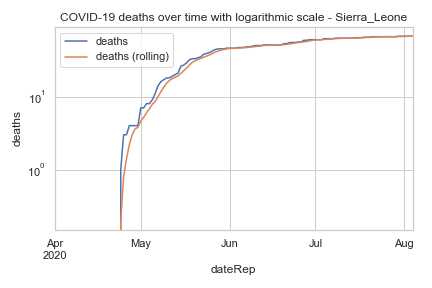 COVID-19 deaths over time with logarithmic scale - Sierra_Leone
deaths
deaths (rolling)
10¹
10⁰
deaths
Apr
2020
May
Jun
Jul
Aug
dateRep